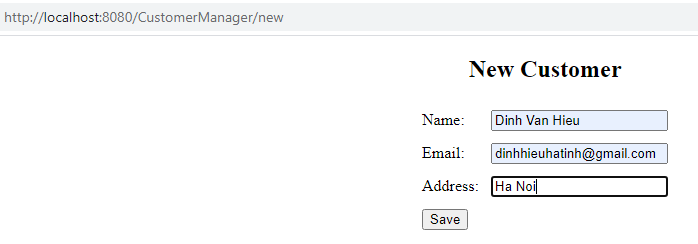 http://localhost:8080/CustomerManager/new
New Customer
Name: Dinh Van Hieu
Email: dinhhieuhatinh@gmail.com
Address: Ha Noi
Save